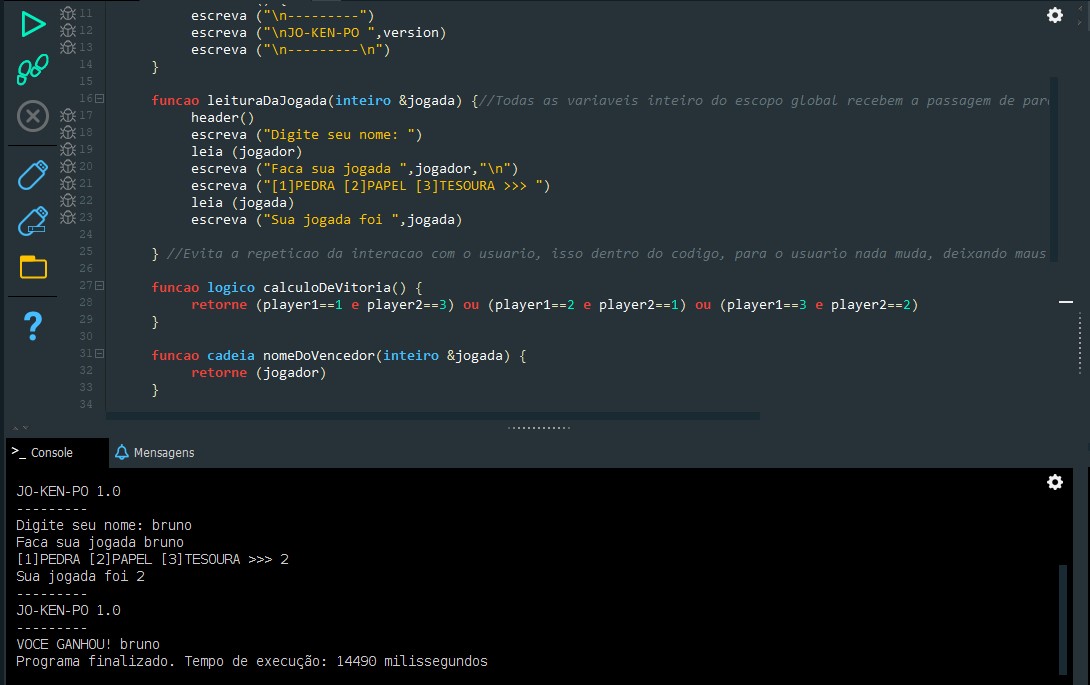 11 escreva ("\n---------")
12 escreva ("\nJO-KEN-PO ",version)
13 escreva ("\n---------\n")
14 }
15
16 funcao leituraDaJogada(inteiro &jogada) {//Todas as variaveis inteiro do escopo global recebem a passagem de par
17 header()
18 escreva ("Digite seu nome: ")
19 leia (jogador)
20 escreva ("Faca sua jogada ",jogador,"\n")
21 escreva ("[1]PEDRA [2]PAPEL [3]TESOURA >>> ")
22 leia (jogada)
23 escreva ("Sua jogada foi ",jogada)
24
25 } //Evita a repeticao da interacao com o usuario, isso dentro do codigo, para o usuario nada muda, deixando maus
26
27 funcao logico calculoDeVitoria() {
28 retorne (player1==1 e player2==3) ou (player1==2 e player2==1) ou (player1==3 e player2==2)
29 }
30
31 funcao cadeia nomeDoVencedor(inteiro &jogada) {
32 retorne (jogador)
33 }
34
>_ Console Mensagens
JO-KEN-PO 1.0
---------
Digite seu nome: bruno
Faca sua jogada bruno
[1]PEDRA [2]PAPEL [3]TESOURA >>> 2
Sua jogada foi 2
---------
JO-KEN-PO 1.0
---------
VOCE GANHOU! bruno
Programa finalizado. Tempo de execução: 14490 milissegundos